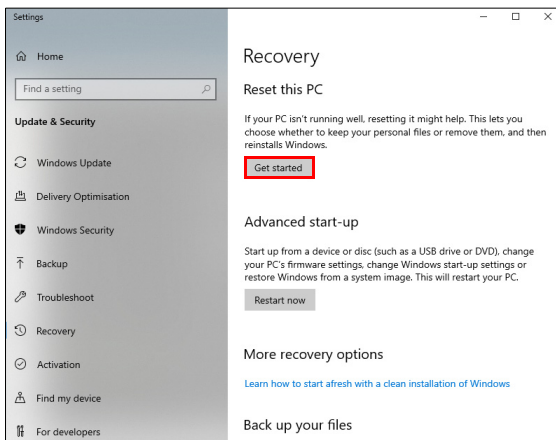 Settings
Home
Find a setting
Update & Security
Windows Update
Delivery Optimisation
Windows Security
Backup
Troubleshoot
Recovery
Activation
Find my device
For developers
Recovery
Reset this PC
If your PC isn't running well, resetting it might help. This lets you
choose whether to keep your personal files or remove them, and then
reinstalls Windows.
Get started
Advanced start-up
Start up from a device or disc (such as a USB drive or DVD), change
your PC's firmware settings, change Windows start-up settings or
restore Windows from a system image. This will restart your PC.
Restart now
More recovery options
Learn how to start afresh with a clean installation of Windows
Back up your files